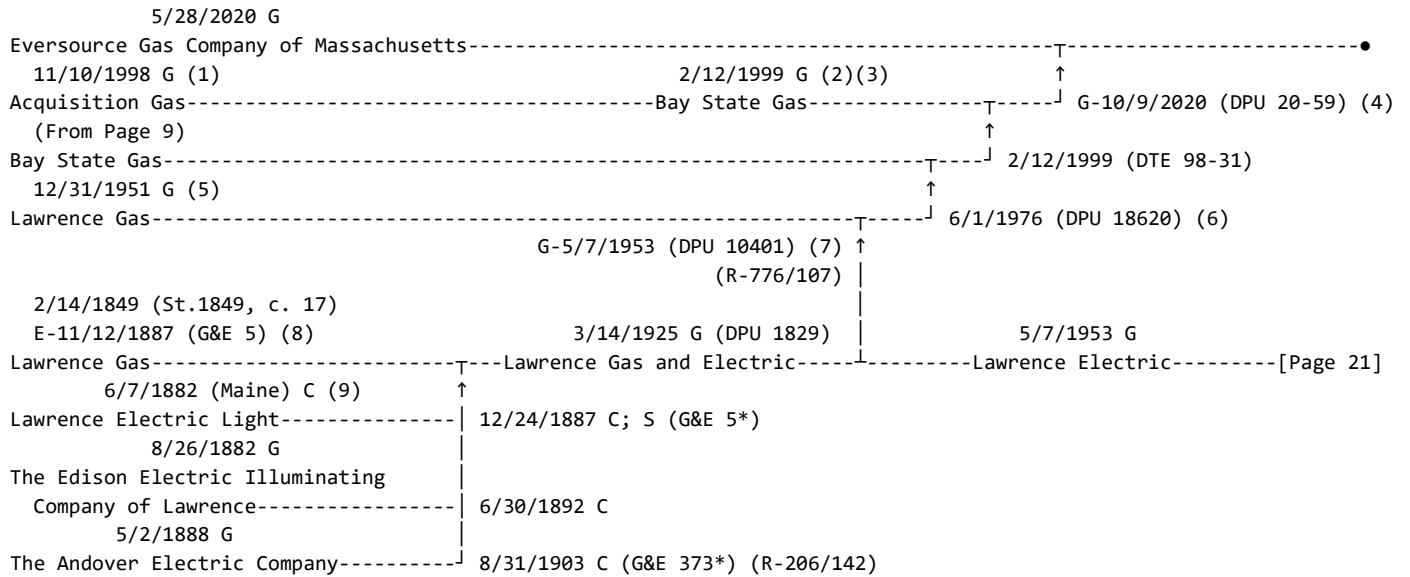 5/28/2020 G
Eversource Gas Company of Massachusetts--------------------------------------------------┬-------------------------●
11/10/1998 G (1) 2/12/1999 G (2)(3) ↑
Acquisition Gas----------------------------------------Bay State Gas---------------┬-----┘ G-10/9/2020 (DPU 20-59) (4)
(From Page 9) ↑
Bay State Gas-----------------------------------------------------------------┬----┘ 2/12/1999 (DTE 98-31)
12/31/1951 G (5) ↑
Lawrence Gas------------------------------------------------------------┬-----┘ 6/1/1976 (DPU 18620) (6)
G-5/7/1953 (DPU 10401) (7) ↑
(R-776/107) │
2/14/1849 (St.1849, c. 17) │
E-11/12/1887 (G&E 5) (8) 3/14/1925 G (DPU 1829) │ 5/7/1953 G
Lawrence Gas--------------------------┬---Lawrence Gas and Electric-----┴---------Lawrence Electric---------[Page 21]
6/7/1882 (Maine) C (9) ↑
Lawrence Electric Light---------------│ 12/24/1887 C; S (G&E 5*)
8/26/1882 G │
The Edison Electric Illuminating │
Company of Lawrence-----------------│ 6/30/1892 C
5/2/1888 G │
The Andover Electric Company----------┘ 8/31/1903 C (G&E 373*) (R-206/142)